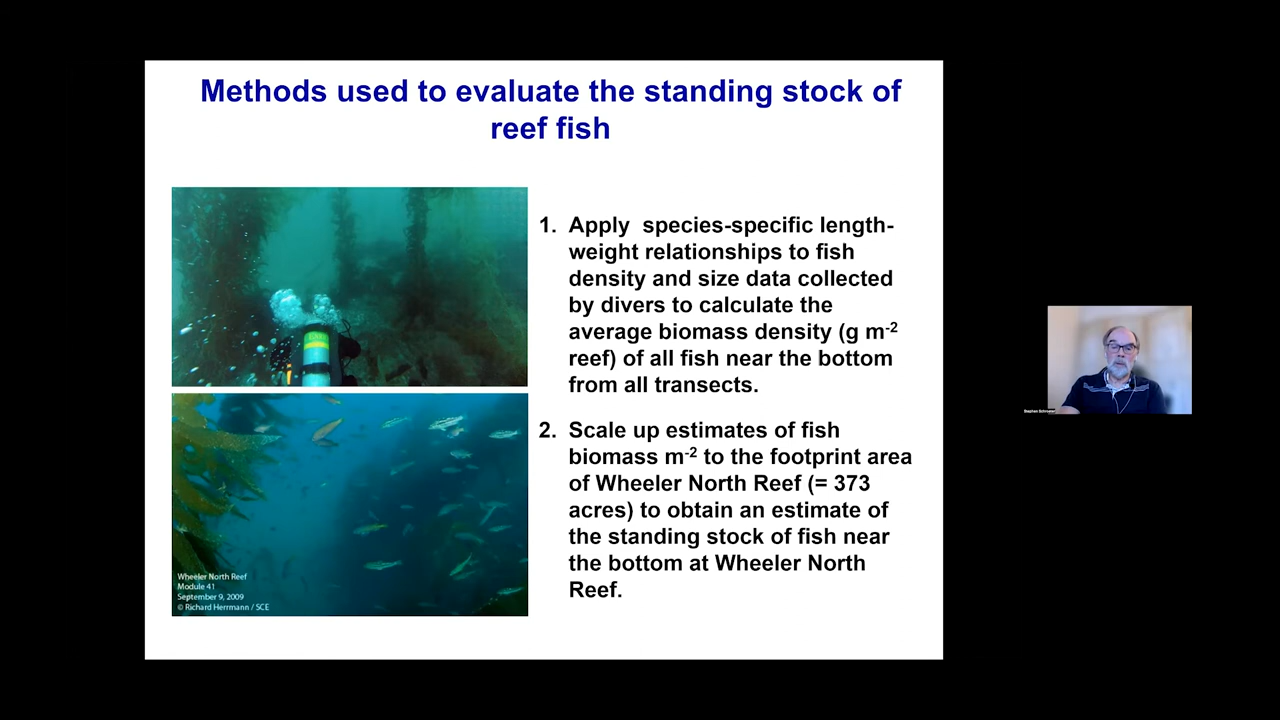 Methods used to evaluate the standing stock of
reef fish
1. Apply species-specific length-
weight relationships to fish
density and size data collected
by divers to calculate the
average biomass density (g m-2
reef) of all fish near the bottom
from all transects.
2. Scale up estimates of fish
biomass m-2 to the footprint area
of Wheeler North Reef (= 373
acres) to obtain an estimate of
the standing stock of fish near
the bottom at Wheeler North
Reef.
Wheeler North Reef
Module 41
September 9, 2009
© Richard Herrmann / SCE
Stephen Schroeter